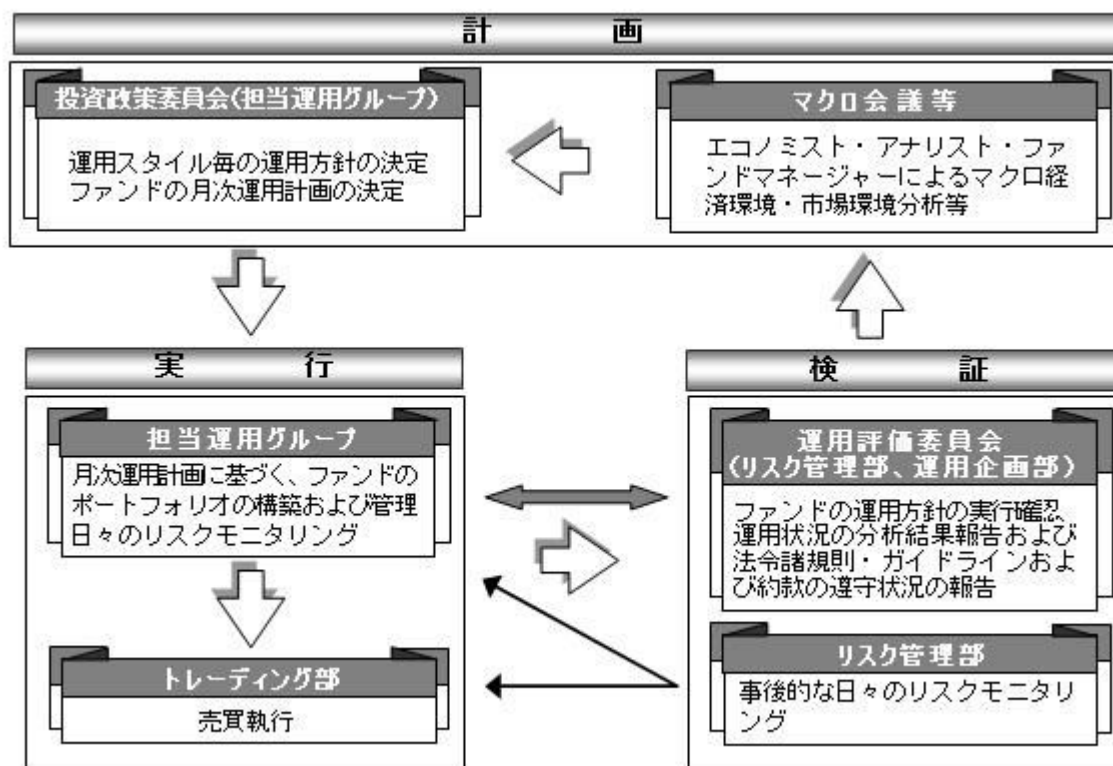 計画
投資政策委員会(担当運用グループ)
運用スタイル毎の運用方針の決定
ファンドの月次運用計画の決定
マクロ会議等
エコノミスト・アナリスト・ファ
ンドマネージャーによるマクロ経
済環境・市場環境分析等
実行
担当運用グループ
月次運用計画に基づく、ファンドの
ポートフォリオの構築および管理
日々のリスクモニタリング
トレーディング部
売買執行
検証
運用評価委員会
(リスク管理部、運用企画部)
ファンドの運用方針の実行確認、
運用状況の分析結果報告および
法令諸規則・ガイドラインおよ
び約款の遵守状況の報告
リスク管理部
事後的な日々のリスクモニタリ
ング